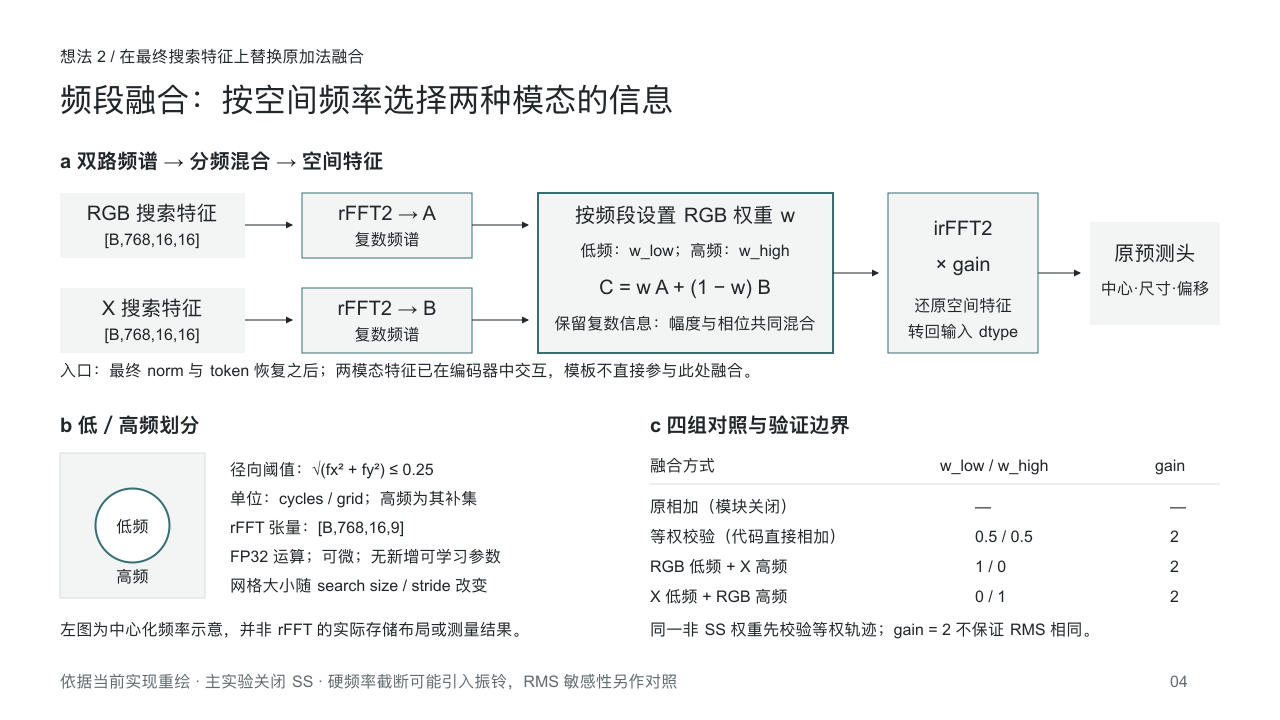 想法 2 / 在最终搜索特征上替换原加法融合
频段融合：按空间频率选择两种模态的信息
a 双路频谱 → 分频混合 → 空间特征
RGB 搜索特征
[B,768,16,16]
rFFT2 → A
复数频谱
X 搜索特征
[B,768,16,16]
rFFT2 → B
复数频谱
按频段设置 RGB 权重 w
低频：w_low；高频：w_high
C = w A + (1 − w) B
保留复数信息：幅度与相位共同混合
irFFT2
× gain
还原空间特征
转回输入 dtype
原预测头
中心·尺寸·偏移
入口：最终 norm 与 token 恢复之后；两模态特征已在编码器中交互，模板不直接参与此处融合。
b 低 / 高频划分
低频
高频
径向阈值：√(fx² + fy²) ≤ 0.25
单位：cycles / grid；高频为其补集
rFFT 张量：[B,768,16,9]
FP32 运算；可微；无新增可学习参数
网格大小随 search size / stride 改变
左图为中心化频率示意，并非 rFFT 的实际存储布局或测量结果。
c 四组对照与验证边界
融合方式 w_low / w_high gain
原相加（模块关闭） — —
等权校验（代码直接相加） 0.5 / 0.5 2
RGB 低频 + X 高频 1 / 0 2
X 低频 + RGB 高频 0 / 1 2
同一非 SS 权重先校验等权轨迹；gain = 2 不保证 RMS 相同。
依据当前实现重绘 · 主实验关闭 SS · 硬频率截断可能引入振铃，RMS 敏感性另作对照
04